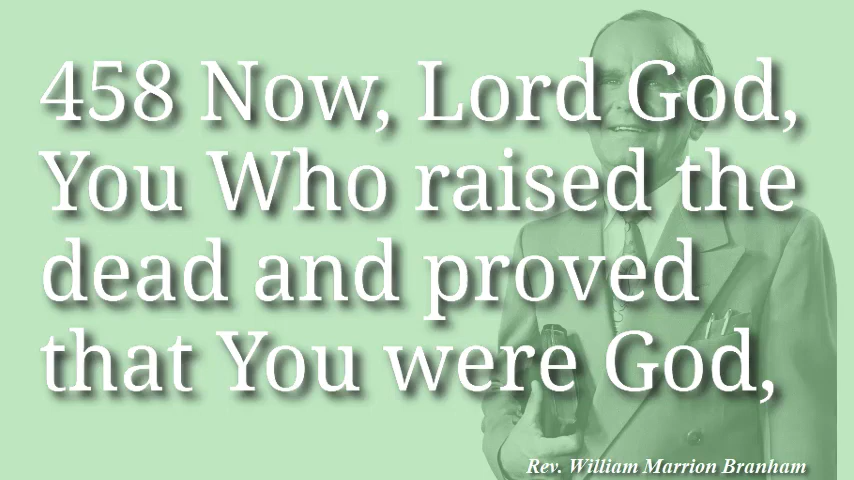 458 Now, Lord God,
You Who raised the
dead and proved
that You were God,
Rev. William Marrion Branham